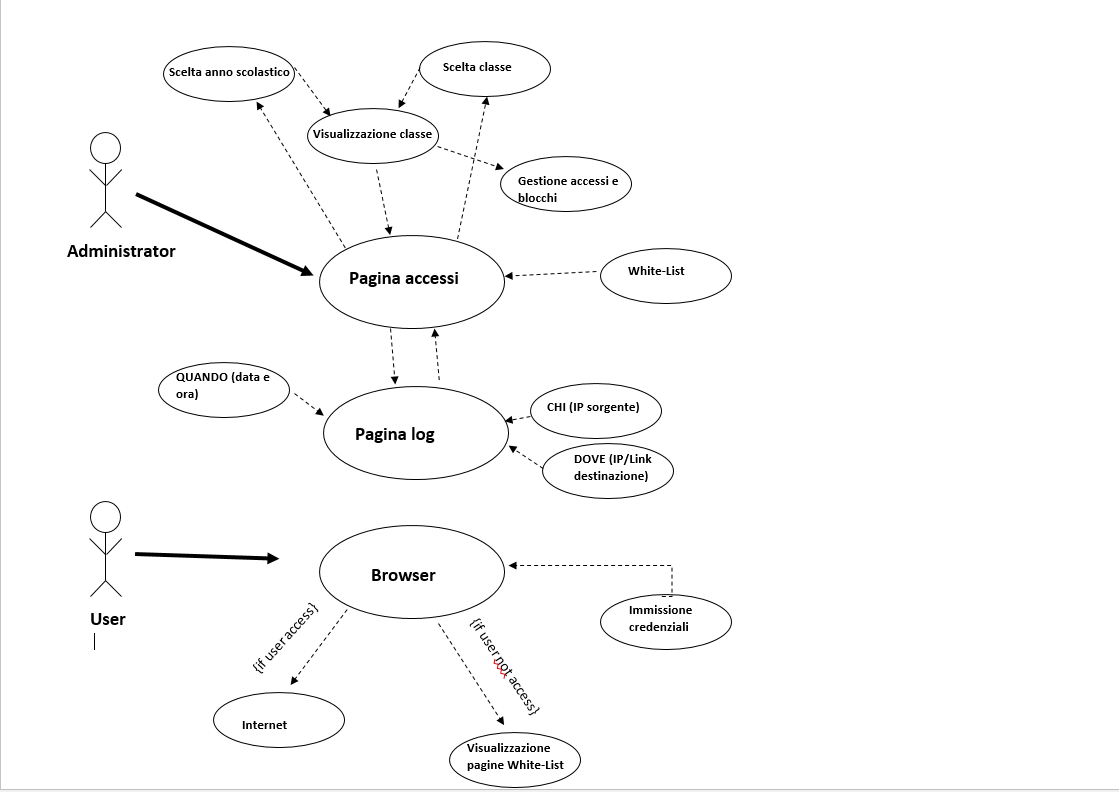 Scelta anno scolastico
Scelta classe
Visualizzazione classe
Gestione accessi e
blocchi
Administrator
Pagina accessi
White-List
QUANDO (data e
ora)
CHI (IP sorgente)
Pagina log
DOVE (IP/Link
destinazione)
Browser
User
Immissione
credenziali
{if user access}
{if user not access}
Internet
Visualizzazione
pagine White-List